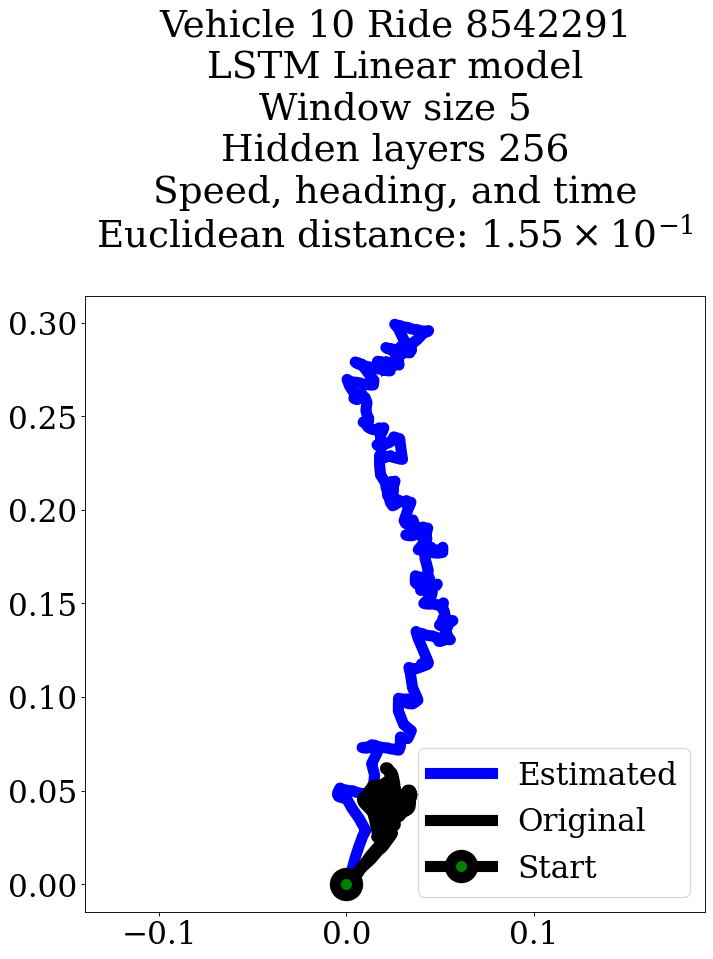 Vehicle 10 Ride 8542291
LSTM Linear model
Window size 5
Hidden layers 256
Speed, heading, and time
Euclidean distance: 1.55 × 10⁻¹
0.30
0.25
0.20
0.15
0.10
0.05
0.00
Estimated
Original
Start
−0.1 0.0 0.1